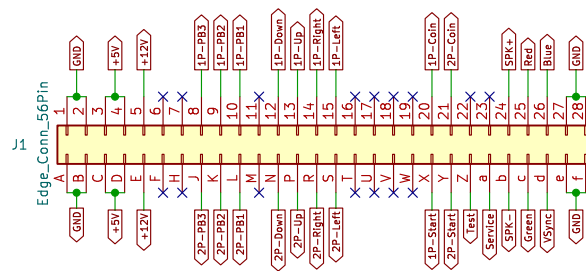 GND
+5V
+12V
1P-PB3
1P-PB2
1P-PB1
1P-Down
1P-Up
1P-Right
1P-Left
1P-Coin
2P-Coin
SPK+
Red
Blue
GND
1
2
3
4
5
6
7
8
9
10
11
12
13
14
15
16
17
18
19
20
21
22
23
24
25
26
27
28
J1
Edge_Conn_56Pin
A
B
C
D
E
F
H
J
K
L
M
N
P
R
S
T
U
V
W
X
Y
Z
a
b
c
d
e
f
GND
+5V
+12V
2P-PB3
2P-PB2
2P-PB1
2P-Down
2P-Up
2P-Right
2P-Left
1P-Start
2P-Start
Test
Service
SPK-
Green
VSync
GND